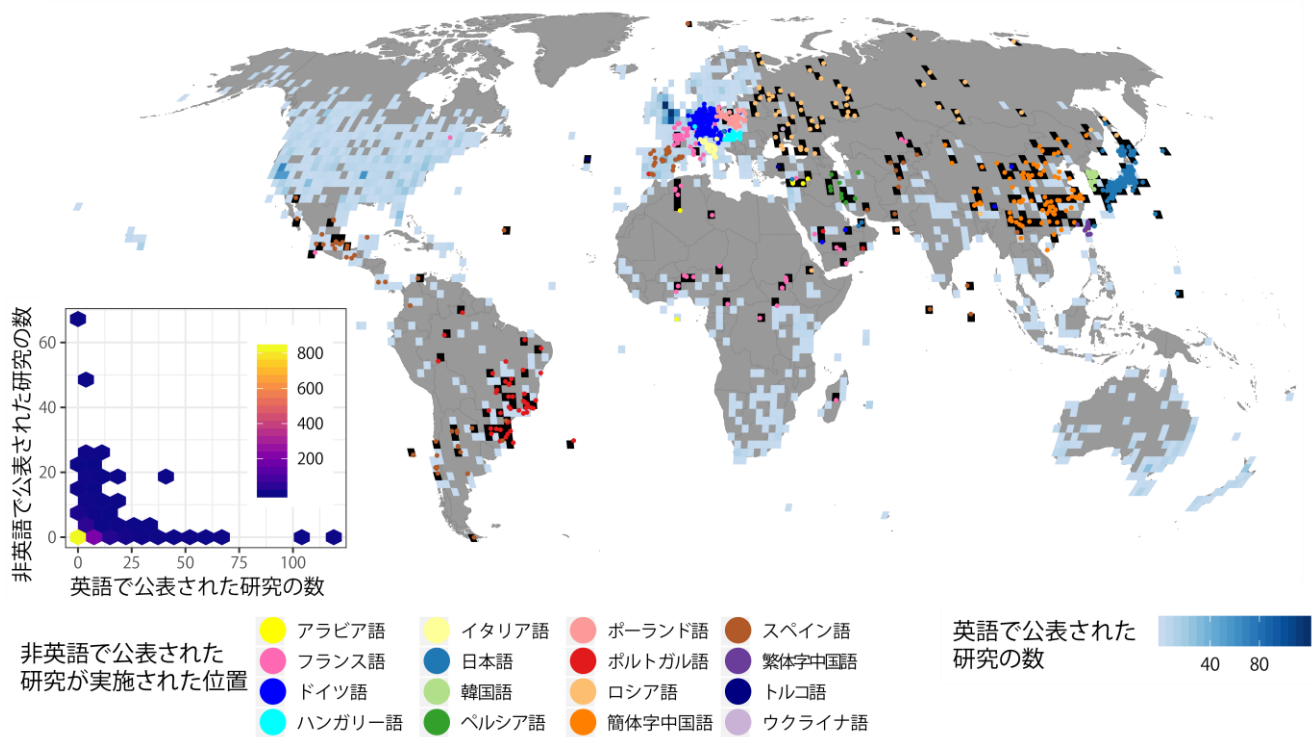 非英語で公表された研究の数
60
40
20
0
800
600
400
200
0 25 50 75 100
英語で公表された研究の数
非英語で公表された
研究が実施された位置
アラビア語
フランス語
ドイツ語
ハンガリー語
イタリア語
日本語
韓国語
ペルシア語
ポーランド語
ポルトガル語
ロシア語
簡体字中国語
スペイン語
繁体字中国語
トルコ語
ウクライナ語
英語で公表された
研究の数
40 80